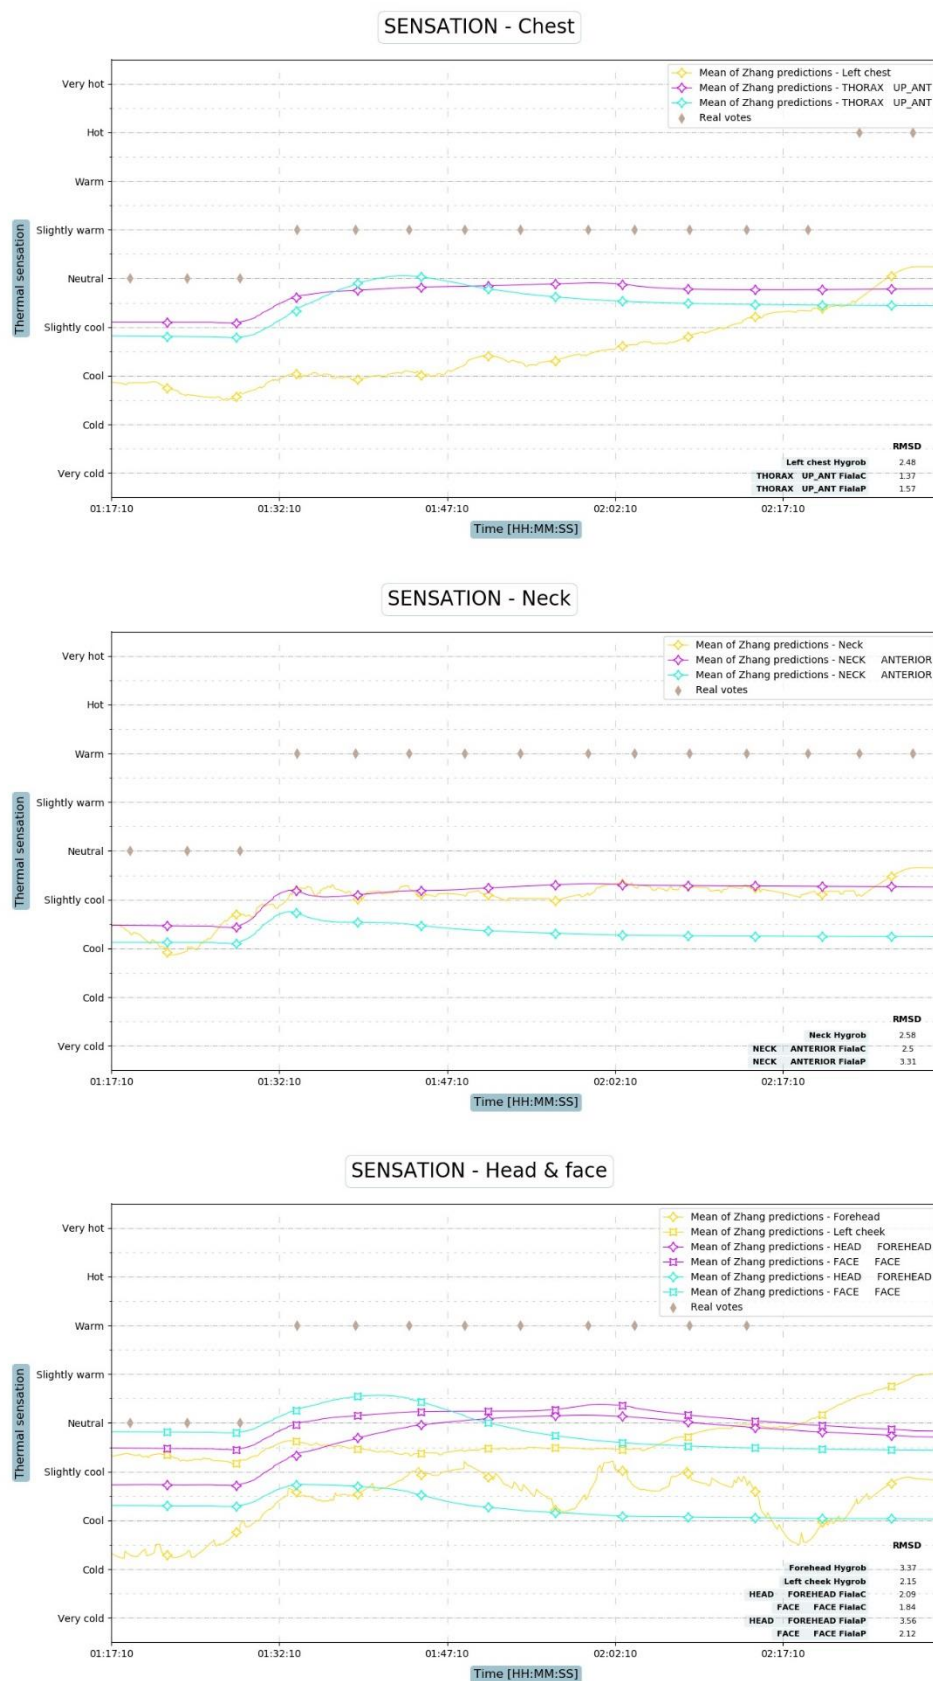 SENSATION - Chest
Mean of Zhang predictions - Left chest
Mean of Zhang predictions - THORAX UP_ANT
Mean of Zhang predictions - THORAX UP_ANT
Real votes
Very hot
Hot
Warm
Slightly warm
Neutral
Slightly cool
Cool
Cold
Very cold
Thermal sensation
RMSD
Left chest Hygrob 2.48
THORAX UP_ANT FialaC 1.37
THORAX UP_ANT FialaP 1.57
01:17:10 01:32:10 01:47:10 02:02:10 02:17:10
Time [HH:MM:SS]
SENSATION - Neck
Mean of Zhang predictions - Neck
Mean of Zhang predictions - NECK ANTERIOR
Mean of Zhang predictions - NECK ANTERIOR
Real votes
Very hot
Hot
Warm
Slightly warm
Neutral
Slightly cool
Cool
Cold
Very cold
Thermal sensation
RMSD
Neck Hygrob 2.58
NECK ANTERIOR FialaC 2.5
NECK ANTERIOR FialaP 3.31
01:17:10 01:32:10 01:47:10 02:02:10 02:17:10
Time [HH:MM:SS]
SENSATION - Head & face
Mean of Zhang predictions - Forehead
Mean of Zhang predictions - Left cheek
Mean of Zhang predictions - HEAD FOREHEAD
Mean of Zhang predictions - FACE FACE
Mean of Zhang predictions - HEAD FOREHEAD
Mean of Zhang predictions - FACE FACE
Real votes
Very hot
Hot
Warm
Slightly warm
Neutral
Slightly cool
Cool
Cold
Very cold
Thermal sensation
RMSD
Forehead Hygrob 3.37
Left cheek Hygrob 2.15
HEAD FOREHEAD FialaC 2.09
FACE FACE FialaC 1.84
HEAD FOREHEAD FialaP 3.56
FACE FACE FialaP 2.12
01:17:10 01:32:10 01:47:10 02:02:10 02:17:10
Time [HH:MM:SS]